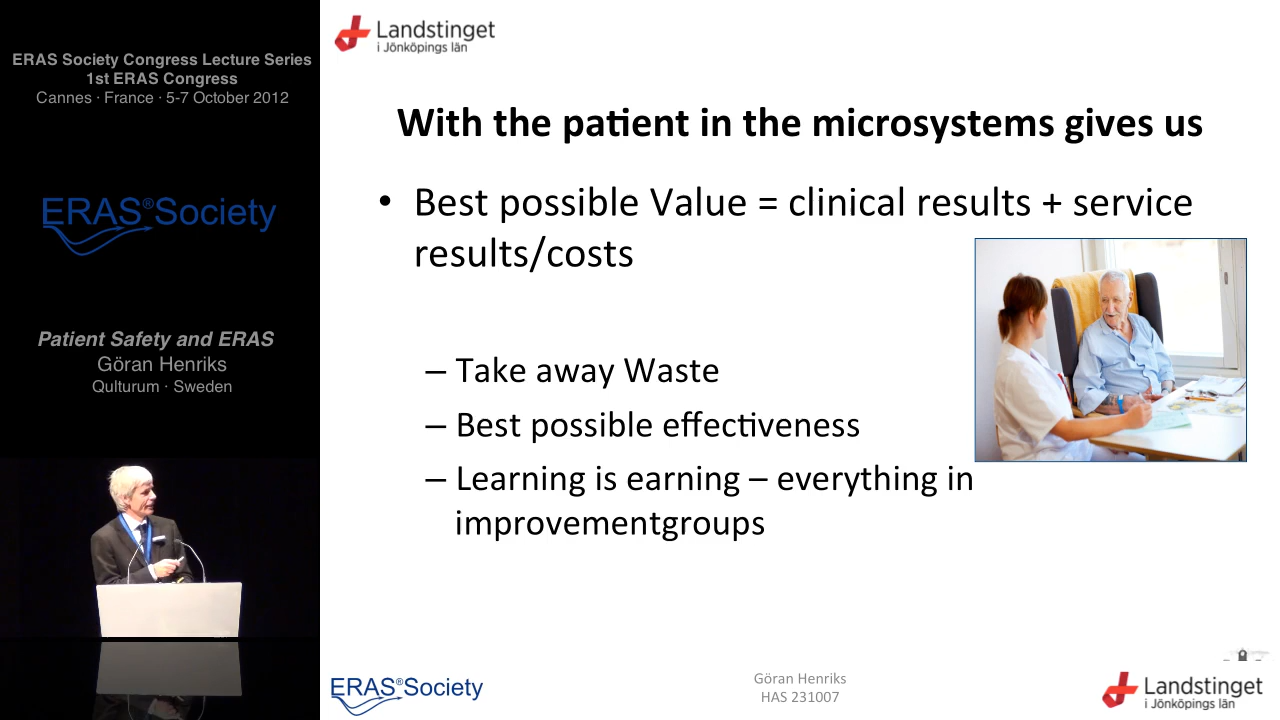 ERAS Society Congress Lecture Series
1st ERAS Congress
Cannes · France · 5-7 October 2012
ERAS®Society
Patient Safety and ERAS
Göran Henriks
Qulturum · Sweden
Landstinget
i Jönköpings län
With the patient in the microsystems gives us
• Best possible Value = clinical results + service
results/costs
– Take away Waste
– Best possible effectiveness
– Learning is earning – everything in
improvementgroups
ERAS®Society
Göran Henriks
HAS 231007
Landstinget
i Jönköpings län